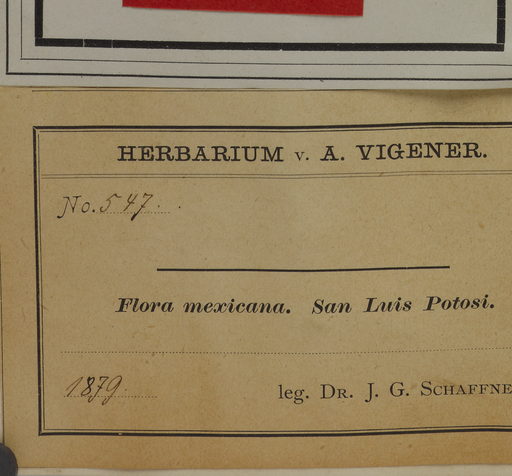 HERBARIUM v. A. VIGENER.
No. 547.
Flora mexicana. San Luis Potosi.
1879
leg. DR. J. G. SCHAFFNE